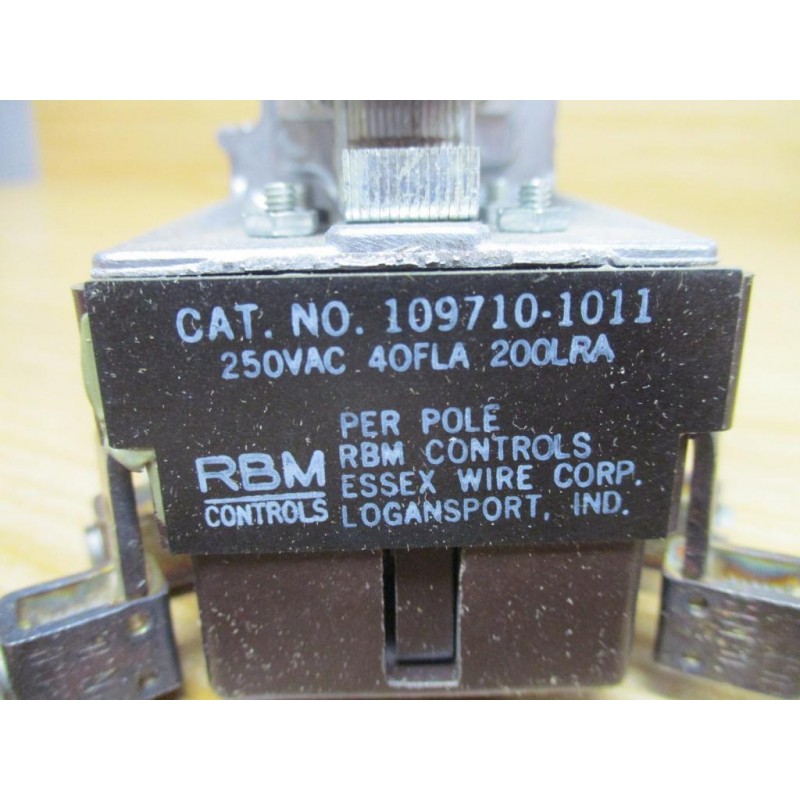 CAT. NO. 109710-1011
250VAC 40FLA 200LRA
PER POLE
RBM CONTROLS
ESSEX WIRE CORP.
LOGANSPORT, IND.
RBM
CONTROLS